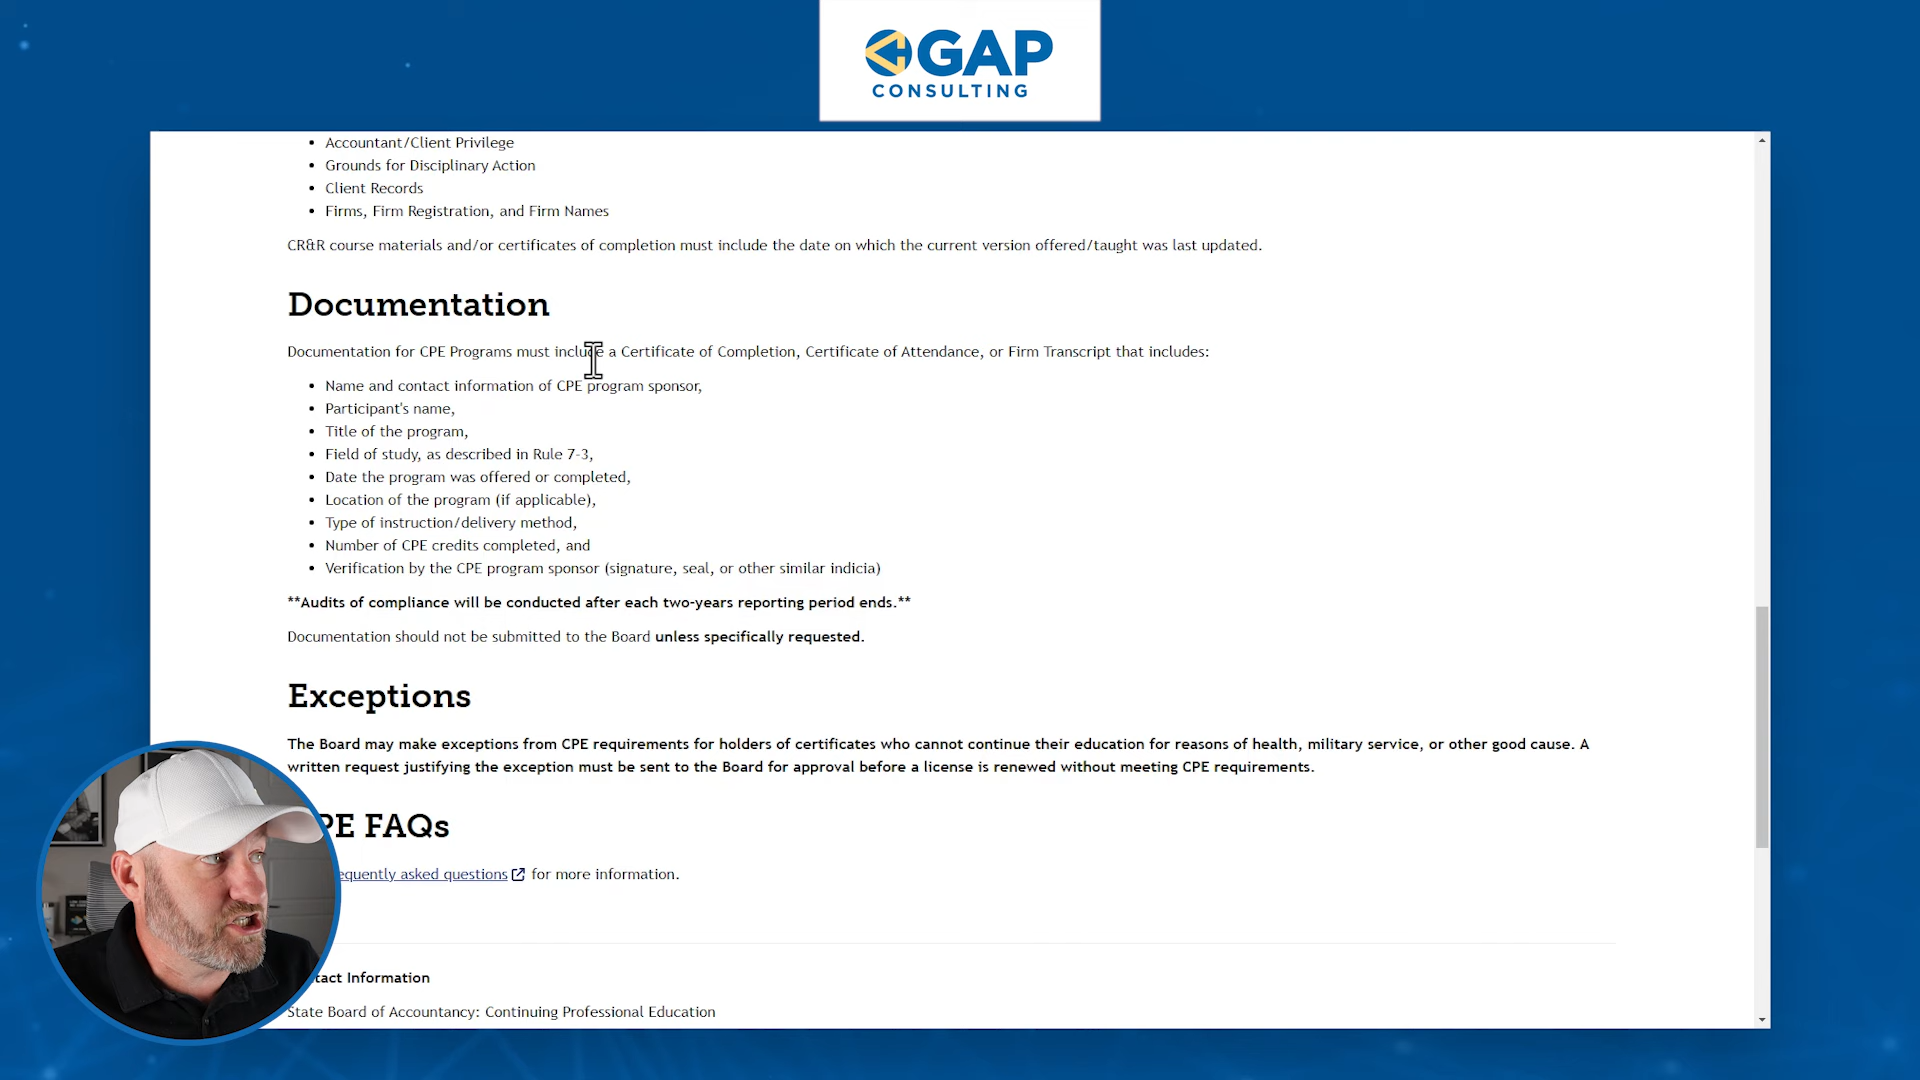 GAP
CONSULTING
Accountant/Client Privilege
Grounds for Disciplinary Action
Client Records
Firms, Firm Registration, and Firm Names
CR&R course materials and/or certificates of completion must include the date on which the current version offered/taught was last updated.
Documentation
Documentation for CPE Programs must include a Certificate of Completion, Certificate of Attendance, or Firm Transcript that includes:
Name and contact information of CPE program sponsor,
Participant's name,
Title of the program,
Field of study, as described in Rule 7-3,
Date the program was offered or completed,
Location of the program (if applicable),
Type of instruction/delivery method,
Number of CPE credits completed, and
Verification by the CPE program sponsor (signature, seal, or other similar indicia)
**Audits of compliance will be conducted after each two-years reporting period ends.**
Documentation should not be submitted to the Board unless specifically requested.
Exceptions
The Board may make exceptions from CPE requirements for holders of certificates who cannot continue their education for reasons of health, military service, or other good cause. A
written request justifying the exception must be sent to the Board for approval before a license is renewed without meeting CPE requirements.
PE FAQs
equently asked questions for more information.
tact Information
State Board of Accountancy: Continuing Professional Education